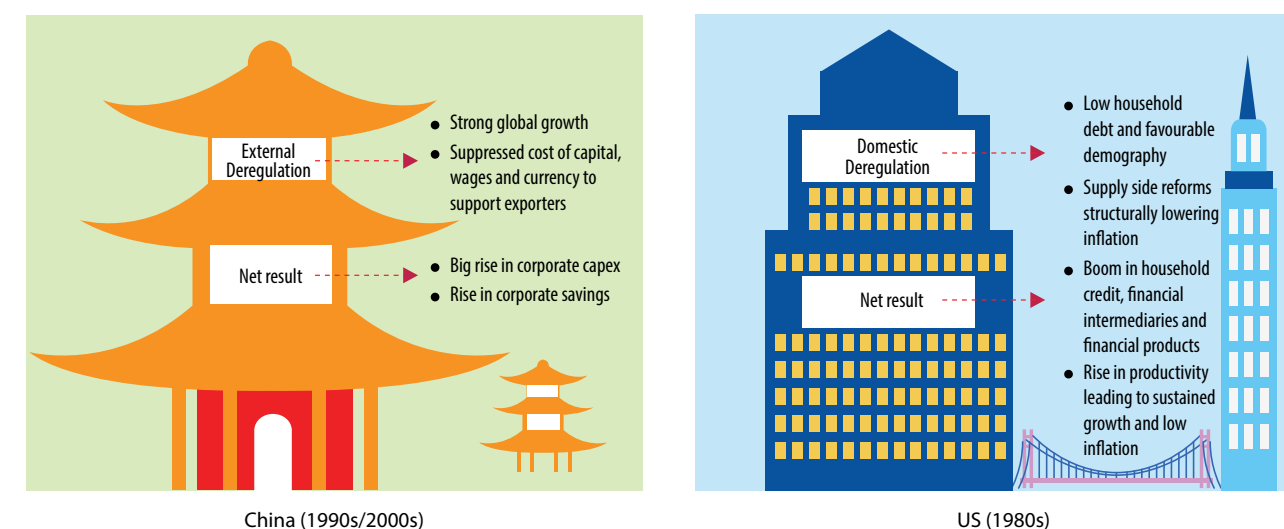 External
Deregulation
● Strong global growth
● Suppressed cost of capital,
wages and currency to
support exporters
Net result
● Big rise in corporate capex
● Rise in corporate savings
China (1990s/2000s)
Domestic
Deregulation
● Low household
debt and favourable
demography
● Supply side reforms
structurally lowering
inflation
Net result
● Boom in household
credit, financial
intermediaries and
financial products
● Rise in productivity
leading to sustained
growth and low
inflation
US (1980s)